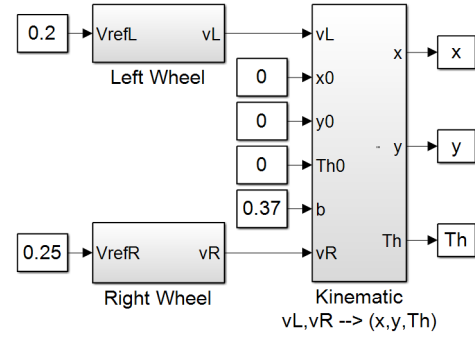 0.2
VrefL
vL
Left Wheel
vL
0
x0
0
y0
0
Th0
0.37
b
0.25
VrefR
vR
Right Wheel
vR
x
x
y
y
Th
Th
Kinematic
vL,vR --> (x,y,Th)